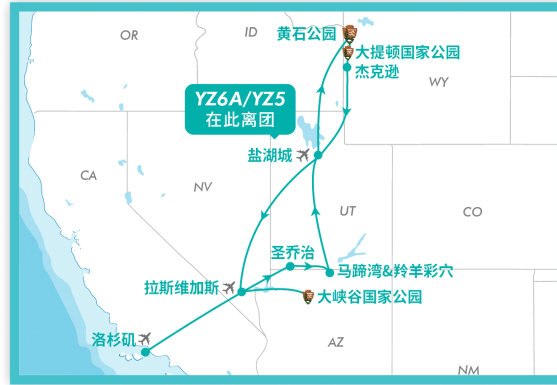 OR
ID
黄石公园
大提顿国家公园
杰克逊
WY
YZ6A/YZ5
在此离团
盐湖城
CA
NV
UT
CO
圣乔治
马蹄湾&羚羊彩穴
拉斯维加斯
大峡谷国家公园
洛杉矶
AZ
NM